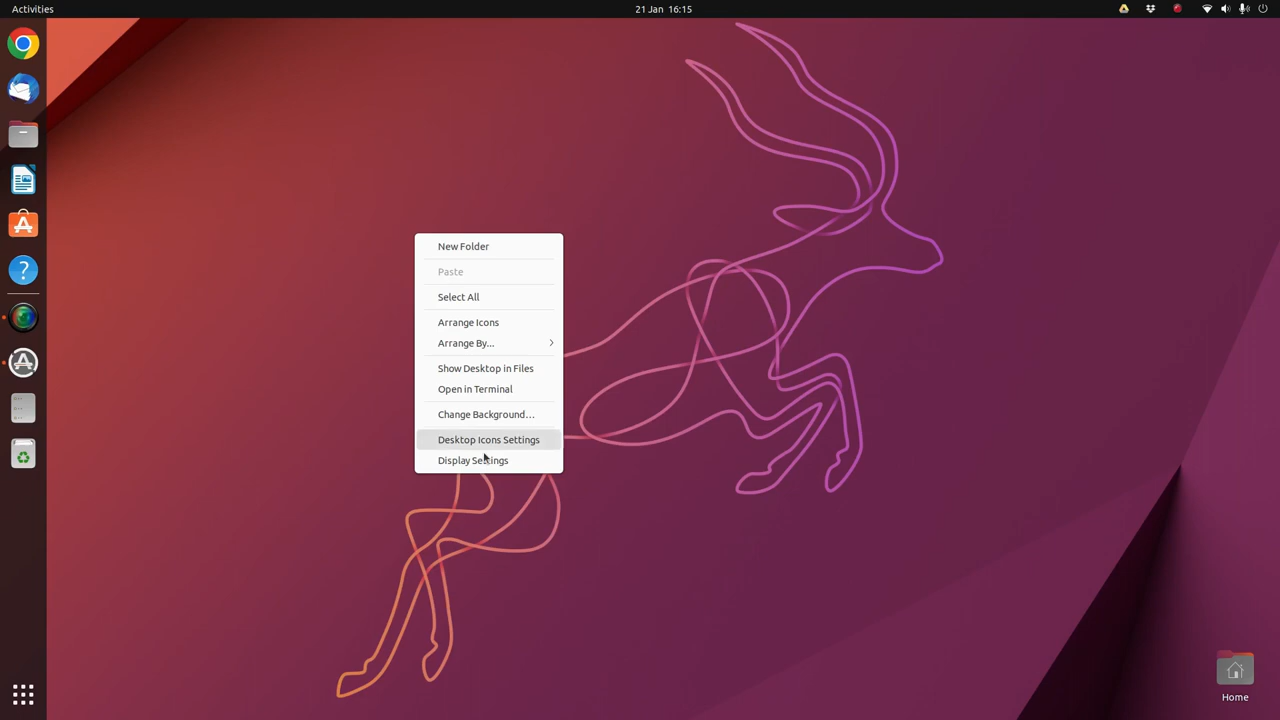 Activities
21 Jan 16:15
New Folder
Paste
Select All
Arrange Icons
Arrange By...
Show Desktop in Files
Open in Terminal
Change Background...
Desktop Icons Settings
Display Settings
Home